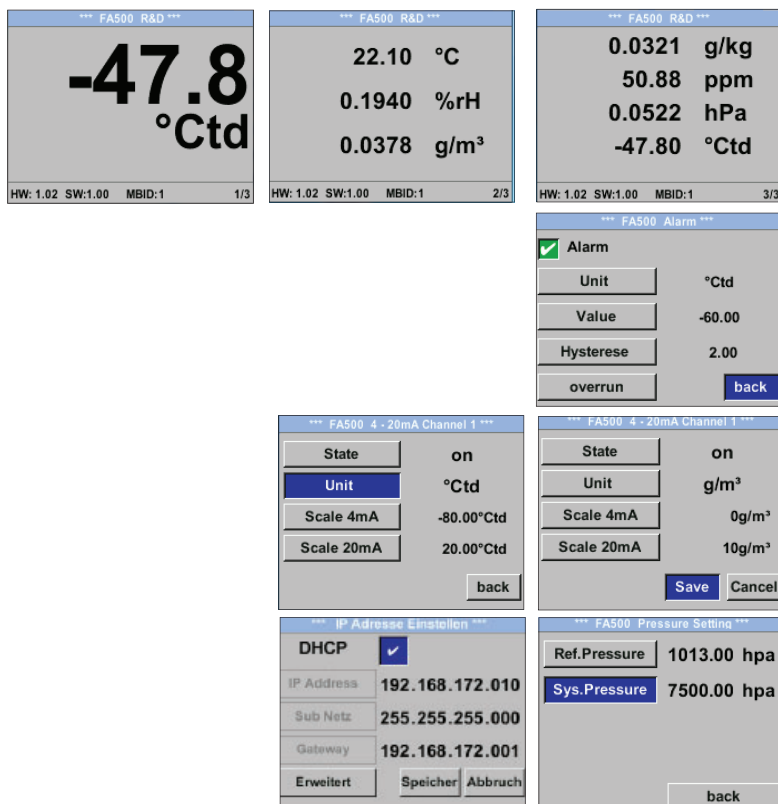 *** FA500 R&D ***
-47.8
°Ctd
HW: 1.02 SW:1.00 MBID:1 1/3
*** FA500 R&D ***
22.10 °C
0.1940 %rH
0.0378 g/m³
HW: 1.02 SW:1.00 MBID:1 2/3
*** FA500 R&D ***
0.0321 g/kg
50.88 ppm
0.0522 hPa
-47.80 °Ctd
HW: 1.02 SW:1.00 MBID:1 3/3
*** FA500 Alarm ***
Alarm
Unit °Ctd
Value -60.00
Hysterese 2.00
overrun back
*** FA500 4 - 20mA Channel 1 ***
State on
Unit °Ctd
Scale 4mA -80.00°Ctd
Scale 20mA 20.00°Ctd
back
*** FA500 4 - 20mA Channel 1 ***
State on
Unit g/m³
Scale 4mA 0g/m³
Scale 20mA 10g/m³
Save Cancel
*** IP Adresse Einstellen ***
DHCP
IP Address 192.168.172.010
Sub Netz 255.255.255.000
Gateway 192.168.172.001
Erweitert Speicher Abbruch
*** FA500 Pressure Setting ***
Ref.Pressure 1013.00 hpa
Sys.Pressure 7500.00 hpa
back